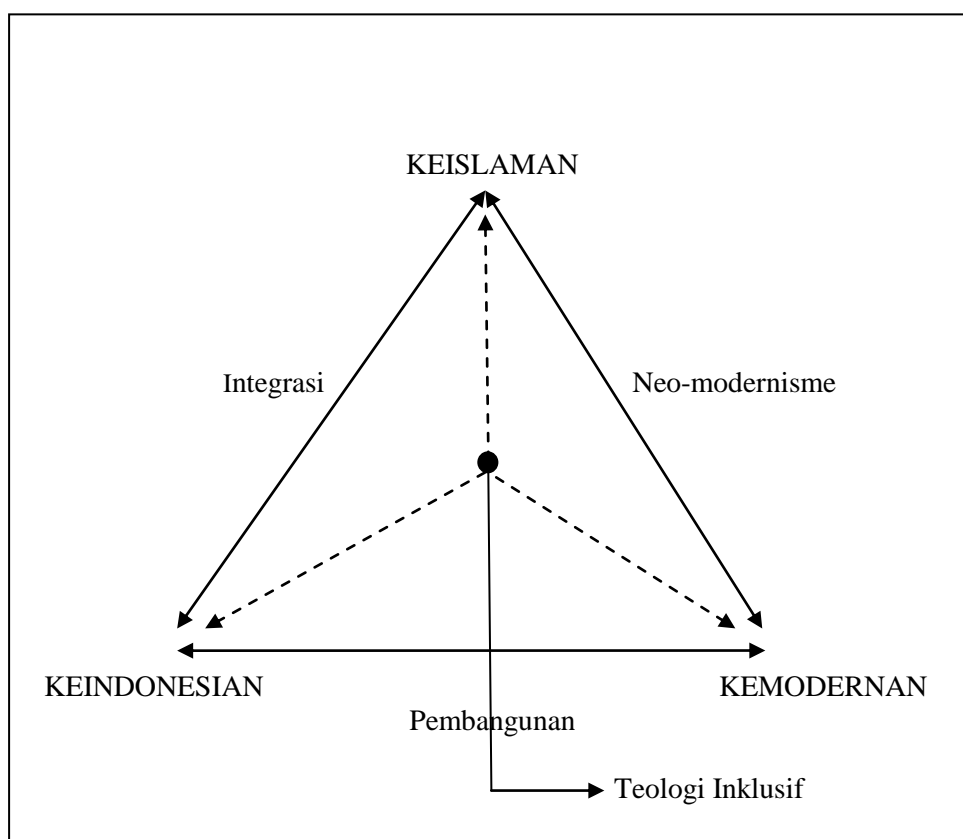 KEISLAMAN
Integrasi
Neo-modernisme
KEINDONESIAN
KEMODERNAN
Pembangunan
Teologi Inklusif